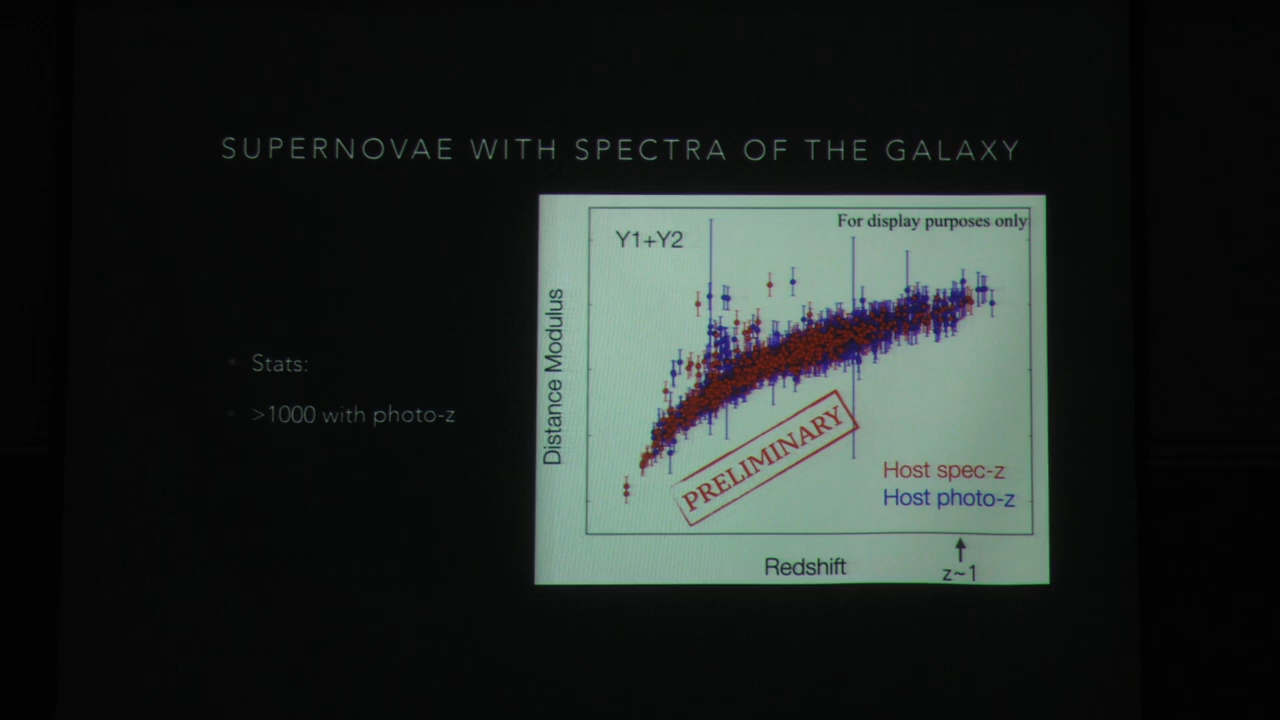 SUPERNOVAE WITH SPECTRA OF THE GALAXY
Stats:
>1000 with photo-z
For display purposes only
Y1+Y2
Distance Modulus
PRELIMINARY
Host spec-z
Host photo-z
Redshift
z~1